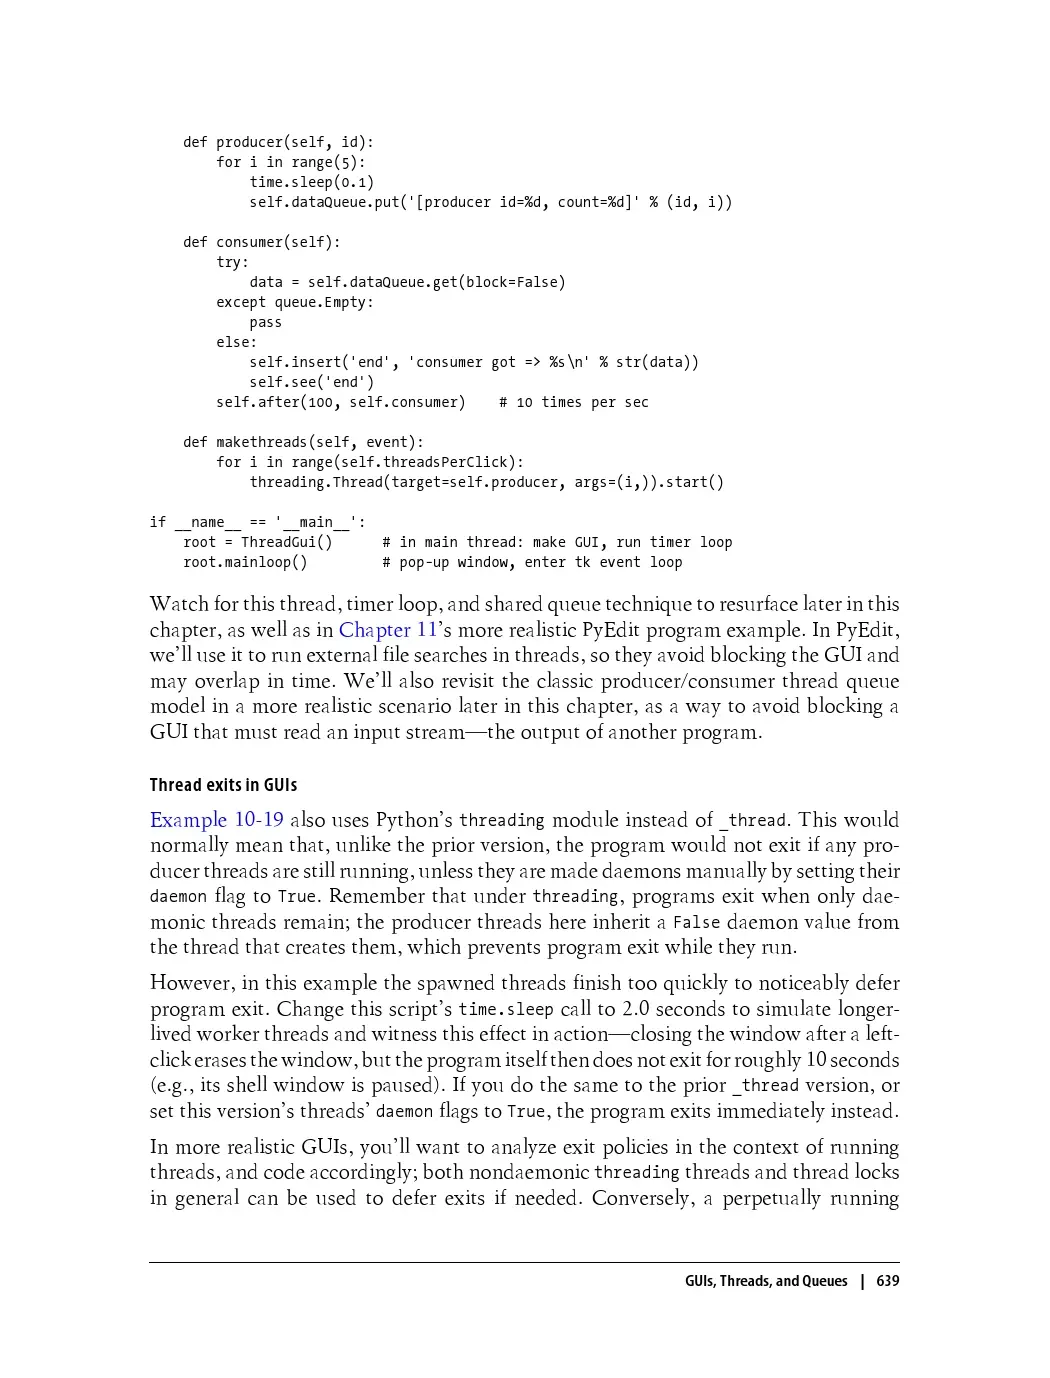 def producer(self, id):
        for i in range(5):
            time.sleep(0.1)
            self.dataQueue.put('[producer id=%d, count=%d]' % (id, i))

    def consumer(self):
        try:
            data = self.dataQueue.get(block=False)
        except queue.Empty:
            pass
        else:
            self.insert('end', 'consumer got => %s\n' % str(data))
            self.see('end')
        self.after(100, self.consumer)    # 10 times per sec

    def makethreads(self, event):
        for i in range(self.threadsPerClick):
            threading.Thread(target=self.producer, args=(i,)).start()

if __name__ == '__main__':
    root = ThreadGui()      # in main thread: make GUI, run timer loop
    root.mainloop()         # pop-up window, enter tk event loop

Watch for this thread, timer loop, and shared queue technique to resurface later in this
chapter, as well as in Chapter 11’s more realistic PyEdit program example. In PyEdit,
we’ll use it to run external file searches in threads, so they avoid blocking the GUI and
may overlap in time. We’ll also revisit the classic producer/consumer thread queue
model in a more realistic scenario later in this chapter, as a way to avoid blocking a
GUI that must read an input stream—the output of another program.

Thread exits in GUIs

Example 10-19 also uses Python’s threading module instead of _thread. This would
normally mean that, unlike the prior version, the program would not exit if any pro-
ducer threads are still running, unless they are made daemons manually by setting their
daemon flag to True. Remember that under threading, programs exit when only dae-
monic threads remain; the producer threads here inherit a False daemon value from
the thread that creates them, which prevents program exit while they run.

However, in this example the spawned threads finish too quickly to noticeably defer
program exit. Change this script’s time.sleep call to 2.0 seconds to simulate longer-
lived worker threads and witness this effect in action—closing the window after a left-
click erases the window, but the program itself then does not exit for roughly 10 seconds
(e.g., its shell window is paused). If you do the same to the prior _thread version, or
set this version’s threads’ daemon flags to True, the program exits immediately instead.

In more realistic GUIs, you’ll want to analyze exit policies in the context of running
threads, and code accordingly; both nondaemonic threading threads and thread locks
in general can be used to defer exits if needed. Conversely, a perpetually running

GUIs, Threads, and Queues | 639